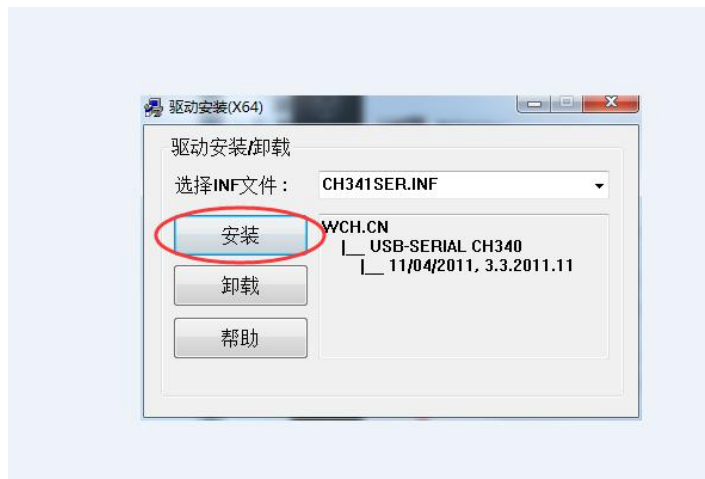 驱动安装(X64)
驱动安装/卸载
选择INF文件： CH341SER.INF
安装
卸载
帮助
WCH.CN
|__ USB-SERIAL CH340
|__ 11/04/2011, 3.3.2011.11